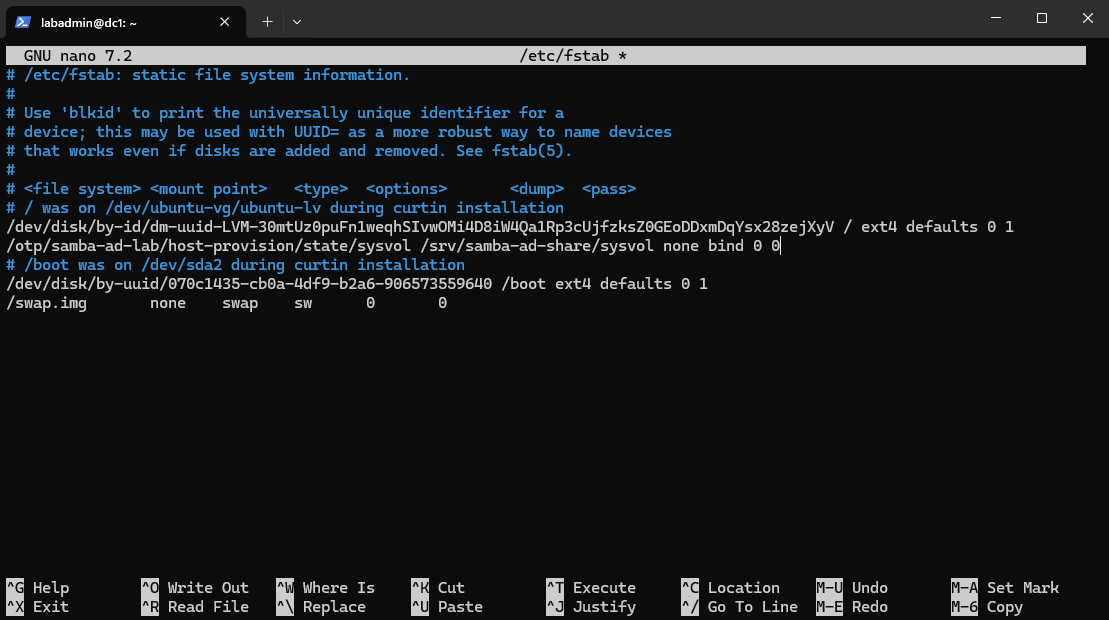 labadmin@dc1: ~
GNU nano 7.2 /etc/fstab *
# /etc/fstab: static file system information.
#
# Use 'blkid' to print the universally unique identifier for a
# device; this may be used with UUID= as a more robust way to name devices
# that works even if disks are added and removed. See fstab(5).
#
# <file system> <mount point>   <type>  <options>       <dump>  <pass>
# / was on /dev/ubuntu-vg/ubuntu-lv during curtin installation
/dev/disk/by-id/dm-uuid-LVM-30mtUz0puFn1weqhSIvwOMi4D8iW4Qa1Rp3cUjfzksZ0GEoDDxmDqYsx28zejXyV / ext4 defaults 0 1
/otp/samba-ad-lab/host-provision/state/sysvol /srv/samba-ad-share/sysvol none bind 0 0
# /boot was on /dev/sda2 during curtin installation
/dev/disk/by-uuid/070c1435-cb0a-4df9-b2a6-906573559640 /boot ext4 defaults 0 1
/swap.img       none    swap    sw      0       0
^G Help ^O Write Out ^W Where Is ^K Cut ^T Execute ^C Location M-U Undo M-A Set Mark
^X Exit ^R Read File ^\ Replace ^U Paste ^J Justify ^/ Go To Line M-E Redo M-6 Copy